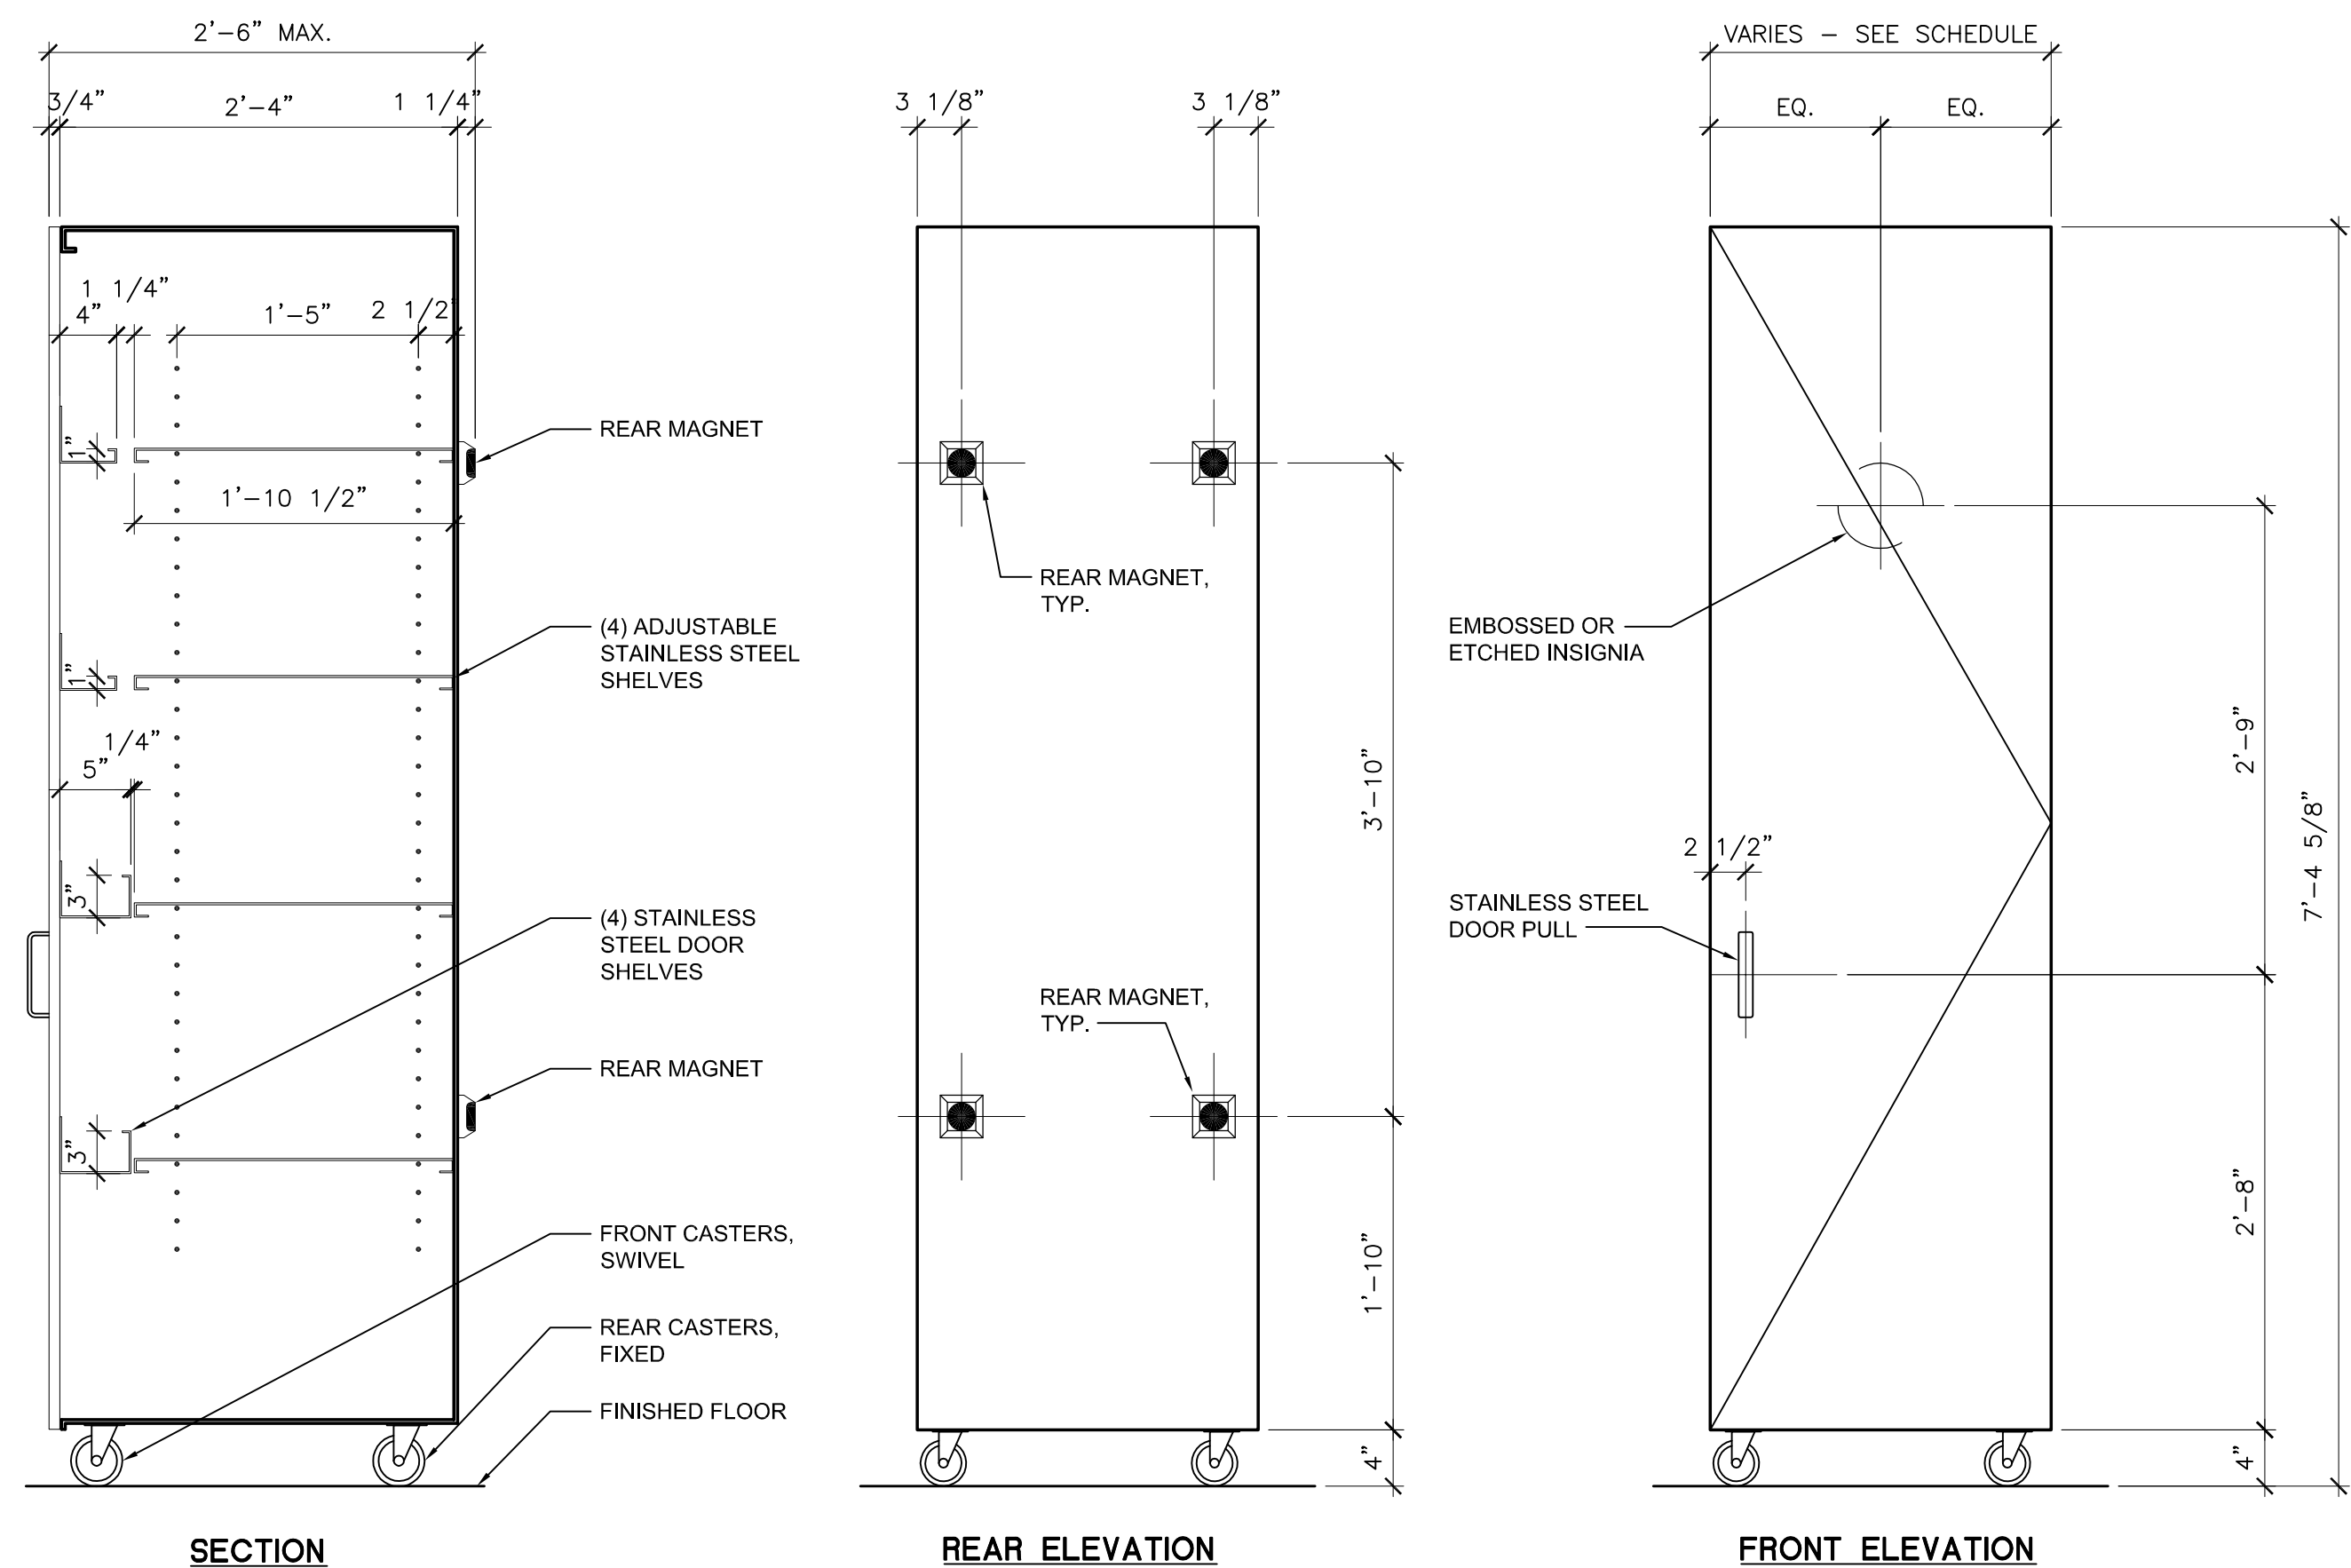 2'-6" MAX.
3/4"
2'-4"
1 1/4"
1 1/4"
4"
1'-5"
2 1/2"
1"
1'-10 1/2"
1"
1/4"
5"
3"
3"
REAR MAGNET
(4) ADJUSTABLE
STAINLESS STEEL
SHELVES
(4) STAINLESS
STEEL DOOR
SHELVES
REAR MAGNET
FRONT CASTERS,
SWIVEL
REAR CASTERS,
FIXED
FINISHED FLOOR
SECTION
3 1/8"
3 1/8"
REAR MAGNET,
TYP.
3'-10"
REAR MAGNET,
TYP.
1'-10"
4"
REAR ELEVATION
VARIES - SEE SCHEDULE
EQ.
EQ.
EMBOSSED OR
ETCHED INSIGNIA
2'-9"
7'-4 5/8"
2 1/2"
STAINLESS STEEL
DOOR PULL
2'-8"
4"
FRONT ELEVATION